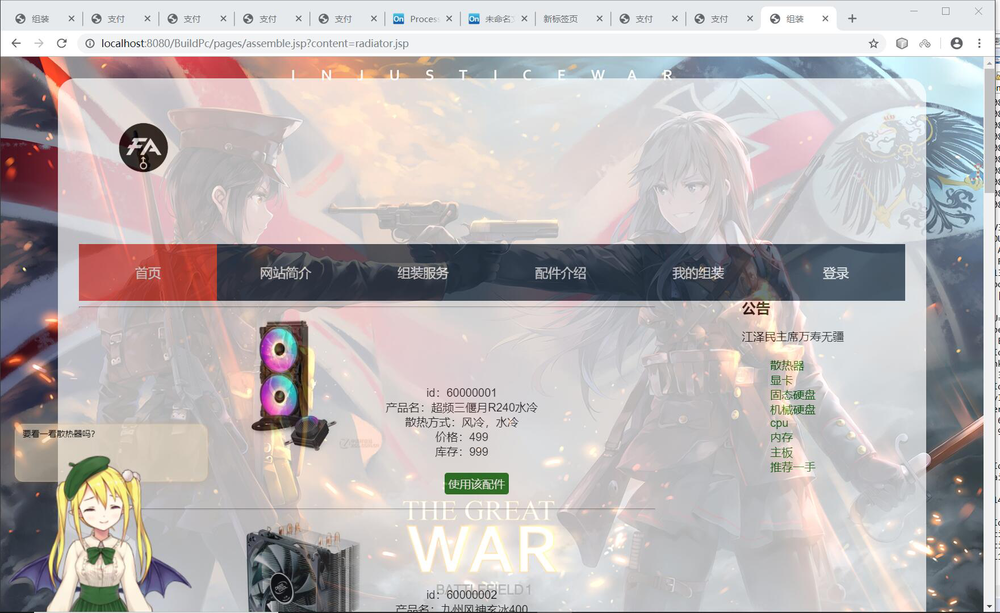 组装
支付
支付
支付
支付
Process
未命名文
新标签页
支付
支付
组装
localhost:8080/BuildPc/pages/assemble.jsp?content=radiator.jsp
INJUSTICEWAR
FA
首页
网站简介
组装服务
配件介绍
我的组装
登录
公告
江泽民主席万寿无疆
散热器
显卡
固态硬盘
机械硬盘
cpu
内存
主板
推荐一手
id：60000001
产品名：超频三偃月R240水冷
散热方式：风冷，水冷
价格：499
库存：999
使用该配件
要看一看散热器吗？
THE GREAT
WAR
BATTLEFIELD 1
DEEP
COOL
id：60000002
产品名：九州风神玄冰400